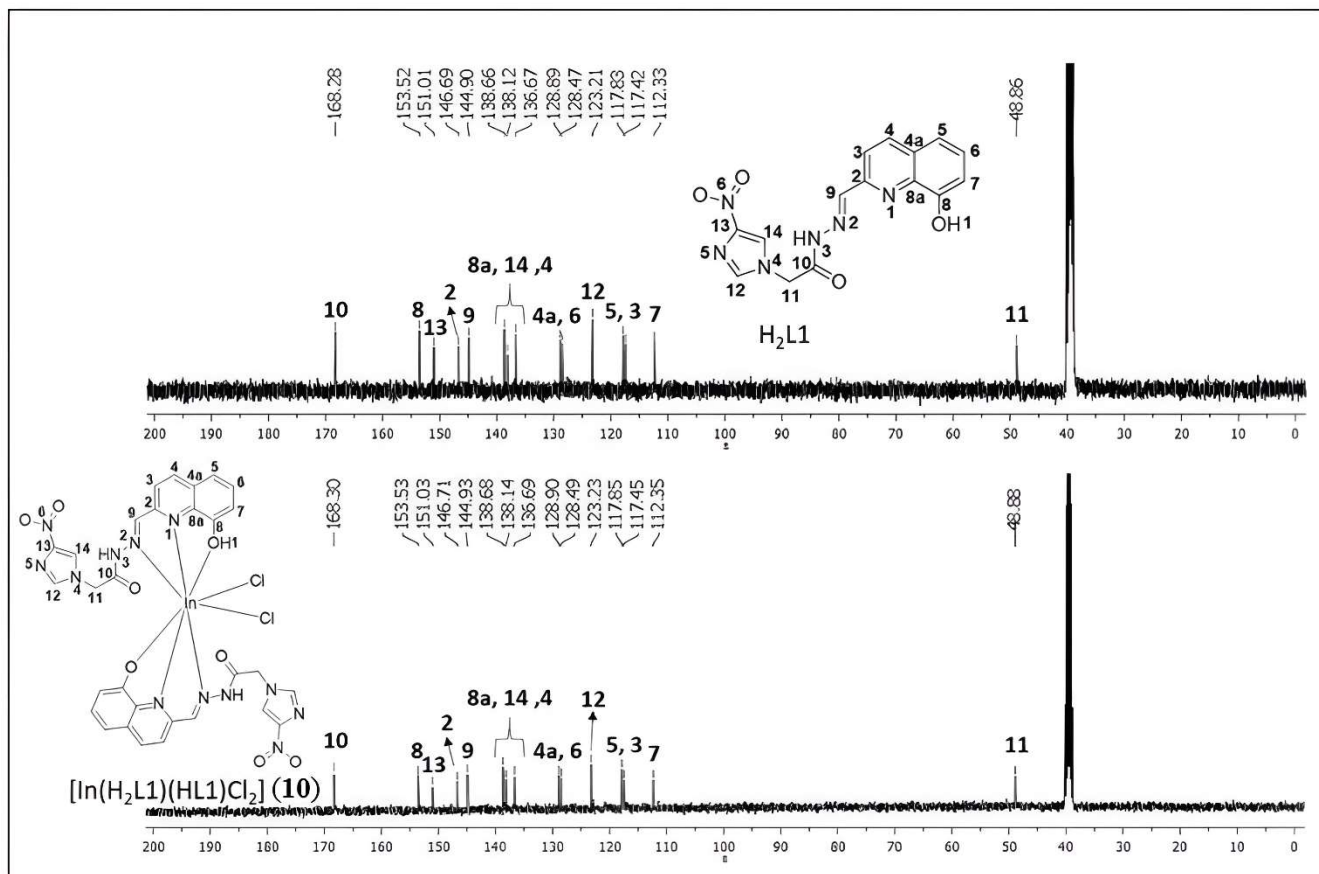 168.28
153.52
151.01
146.69
144.90
138.66
138.12
136.67
128.89
128.47
123.21
117.83
117.42
112.33
48.86
10
8
13
2
9
8a, 14 ,4
4a, 6
12
5, 3
7
11
O
6
N
O
13
14
5 N
N
4
12
11
10
O
HN
3
N
2
9
2
3
4
4a
5
6
7
8a
8
N
1
OH1
H₂L1
200 190 180 170 160 150 140 130 120 110 100 90 80 70 60 50 40 30 20 10 0
168.30
153.53
151.03
146.71
144.93
138.68
138.14
136.69
128.90
128.49
123.23
117.85
117.45
112.35
48.88
O
6
N
O
13
14
5 N
N
4
12
11
10
O
HN
3
2 N
9
2
3
4
4a
5
6
7
8a
8
N
1
OH1
Cl
Cl
In
O
N
N
NH
O
N
N
N
O
O
10
8
13
2
9
8a, 14 ,4
4a, 6
12
5, 3
7
11
[In(H₂L1)(HL1)Cl₂] (10)
200 190 180 170 160 150 140 130 120 110 100 90 80 70 60 50 40 30 20 10 0